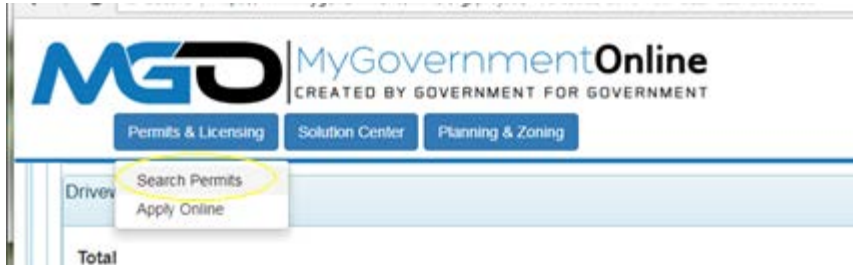 MGO MyGovernmentOnline
CREATED BY GOVERNMENT FOR GOVERNMENT
Permits & Licensing Solution Center Planning & Zoning
Search Permits
Apply Online
Total